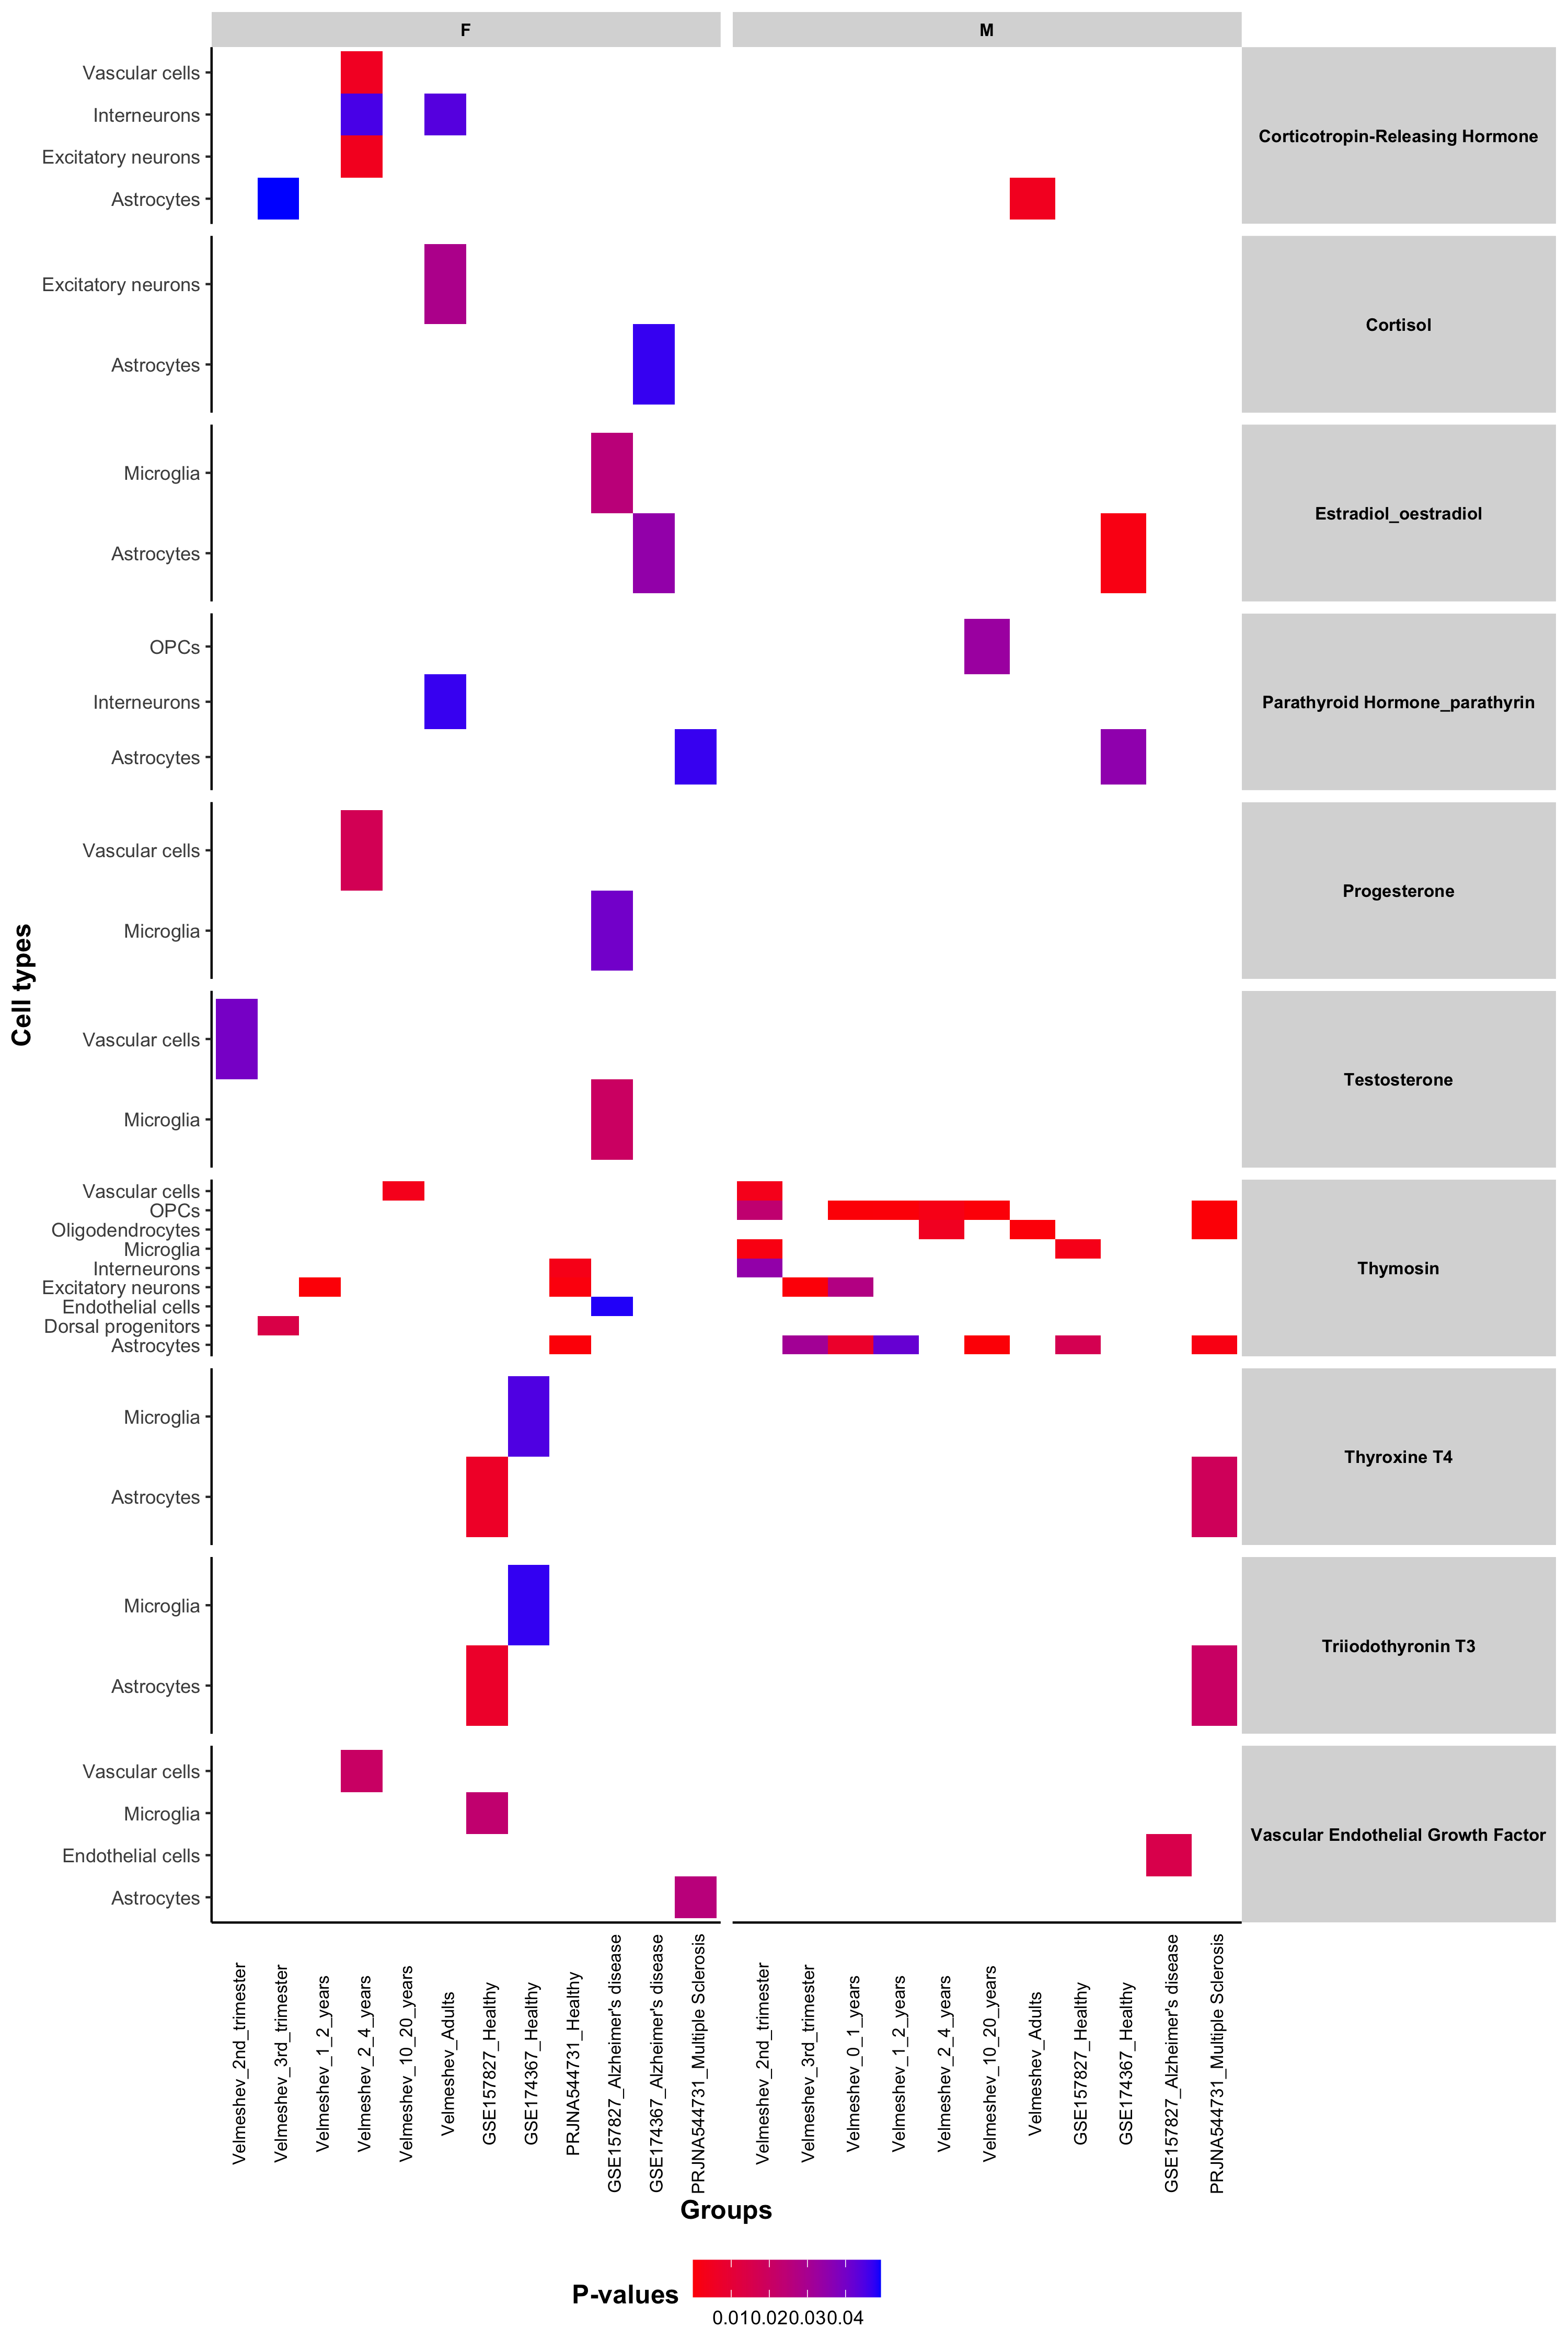 F
M
Vascular cells
Interneurons
Excitatory neurons
Astrocytes
Corticotropin-Releasing Hormone
Excitatory neurons
Astrocytes
Cortisol
Microglia
Astrocytes
Estradiol_oestradiol
OPCs
Interneurons
Astrocytes
Parathyroid Hormone_parathyrin
Vascular cells
Microglia
Progesterone
Cell types
Vascular cells
Microglia
Testosterone
Vascular cells
OPCs
Oligodendrocytes
Microglia
Interneurons
Excitatory neurons
Endothelial cells
Dorsal progenitors
Astrocytes
Thymosin
Microglia
Astrocytes
Thyroxine T4
Microglia
Astrocytes
Triiodothyronin T3
Vascular cells
Microglia
Endothelial cells
Astrocytes
Vascular Endothelial Growth Factor
Velmeshev_2nd_trimester
Velmeshev_3rd_trimester
Velmeshev_1_2_years
Velmeshev_2_4_years
Velmeshev_10_20_years
Velmeshev_Adults
GSE157827_Healthy
GSE174367_Healthy
PRJNA544731_Healthy
GSE157827_Alzheimer's disease
GSE174367_Alzheimer's disease
PRJNA544731_Multiple Sclerosis
Velmeshev_2nd_trimester
Velmeshev_3rd_trimester
Velmeshev_0_1_years
Velmeshev_1_2_years
Velmeshev_2_4_years
Velmeshev_10_20_years
Velmeshev_Adults
GSE157827_Healthy
GSE174367_Healthy
GSE157827_Alzheimer's disease
PRJNA544731_Multiple Sclerosis
Groups
P-values
0.010.020.030.04